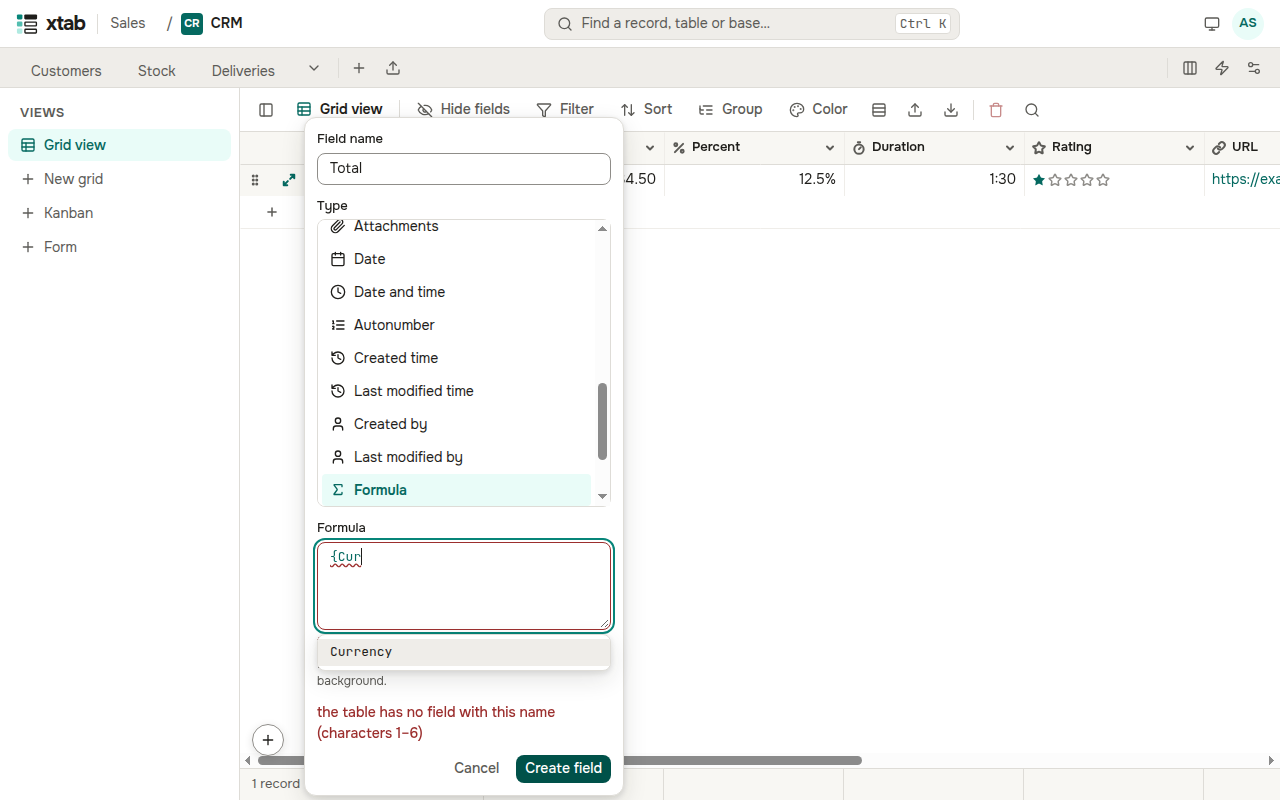 xtab
Sales / CR CRM
Find a record, table or base... Ctrl K
AS
Customers
Stock
Deliveries
VIEWS
Grid view
New grid
Kanban
Form
Grid view
Hide fields
Filter
Sort
Group
Color
Percent
Duration
Rating
URL
4.50
12.5%
1:30
https://exa
Field name
Total
Type
Attachments
Date
Date and time
Autonumber
Created time
Last modified time
Created by
Last modified by
Formula
Formula
{Cur
Currency
background.
the table has no field with this name
(characters 1–6)
Cancel
Create field
1 record